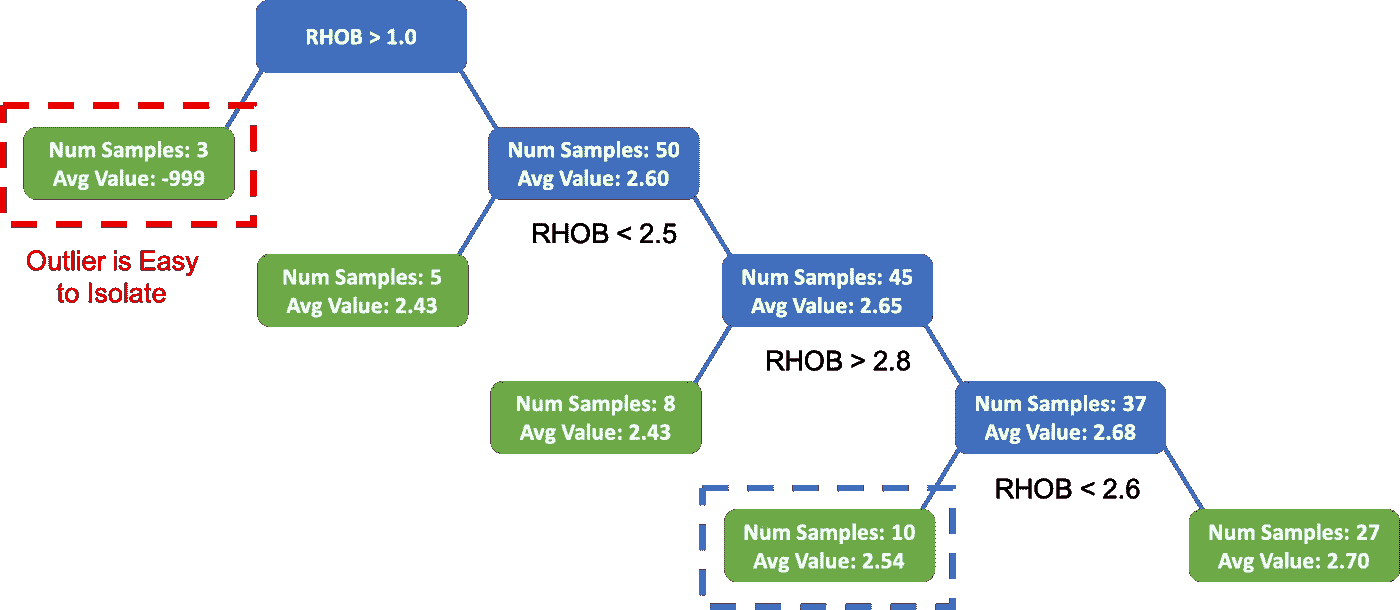 RHOB > 1.0
Num Samples: 3
Avg Value: -999
Num Samples: 50
Avg Value: 2.60
Outlier is Easy
to Isolate
RHOB < 2.5
Num Samples: 5
Avg Value: 2.43
Num Samples: 45
Avg Value: 2.65
RHOB > 2.8
Num Samples: 8
Avg Value: 2.43
Num Samples: 37
Avg Value: 2.68
RHOB < 2.6
Num Samples: 10
Avg Value: 2.54
Num Samples: 27
Avg Value: 2.70